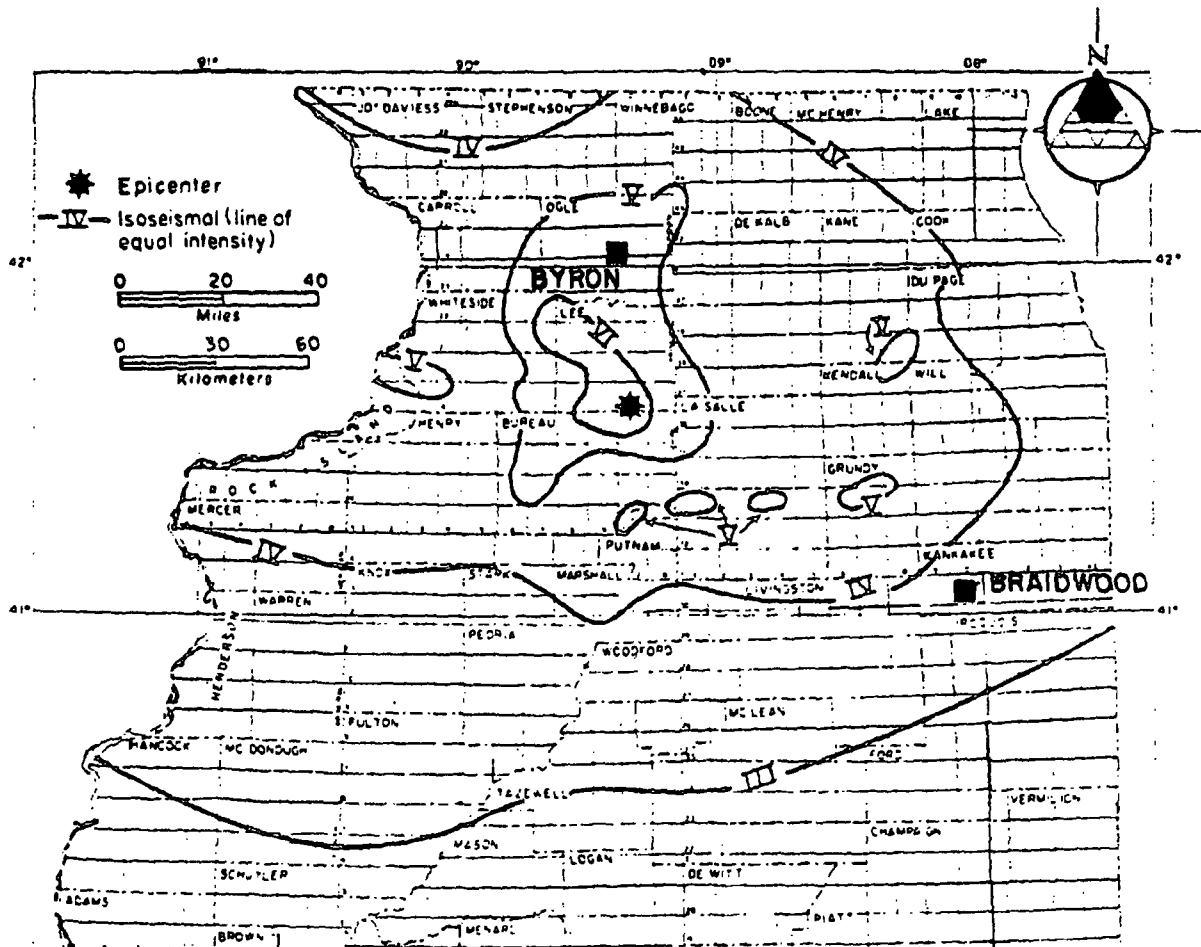 91° 90° 89° 88°
N
JO DAVIESS STEPHENSON WINNEBAGO BOONE MC HENRY LAKE
IV IV
Epicenter
IV Isoseismal (line of
equal intensity)
V
CARROLL OGLE DE KALB KANE COOK
42° 42°
BYRON
0 20 40
Miles
WHITESIDE DU PAGE
LEE
VI
V
0 30 60
Kilometers
V
KENDALL WILL
HENRY BUREAU LA SALLE
ROCK
GRUNDY
MERCER
V V
PUTNAM
IV
KNOX STARK MARSHALL
KANKAKEE
LIVINGSTON IV
BRAIDWOOD
WARREN
41° 41°
HENDERSON
PEORIA
WOODFORD
FULTON
MC LEAN
HANCOCK MC DONOUGH
FORD
III
TAZEWELL
VERMILION
CHAMPAIGN
MASON
LOGAN
SCHUYLER
DE WITT
ADAMS
PIATT
BROWN
MENARD